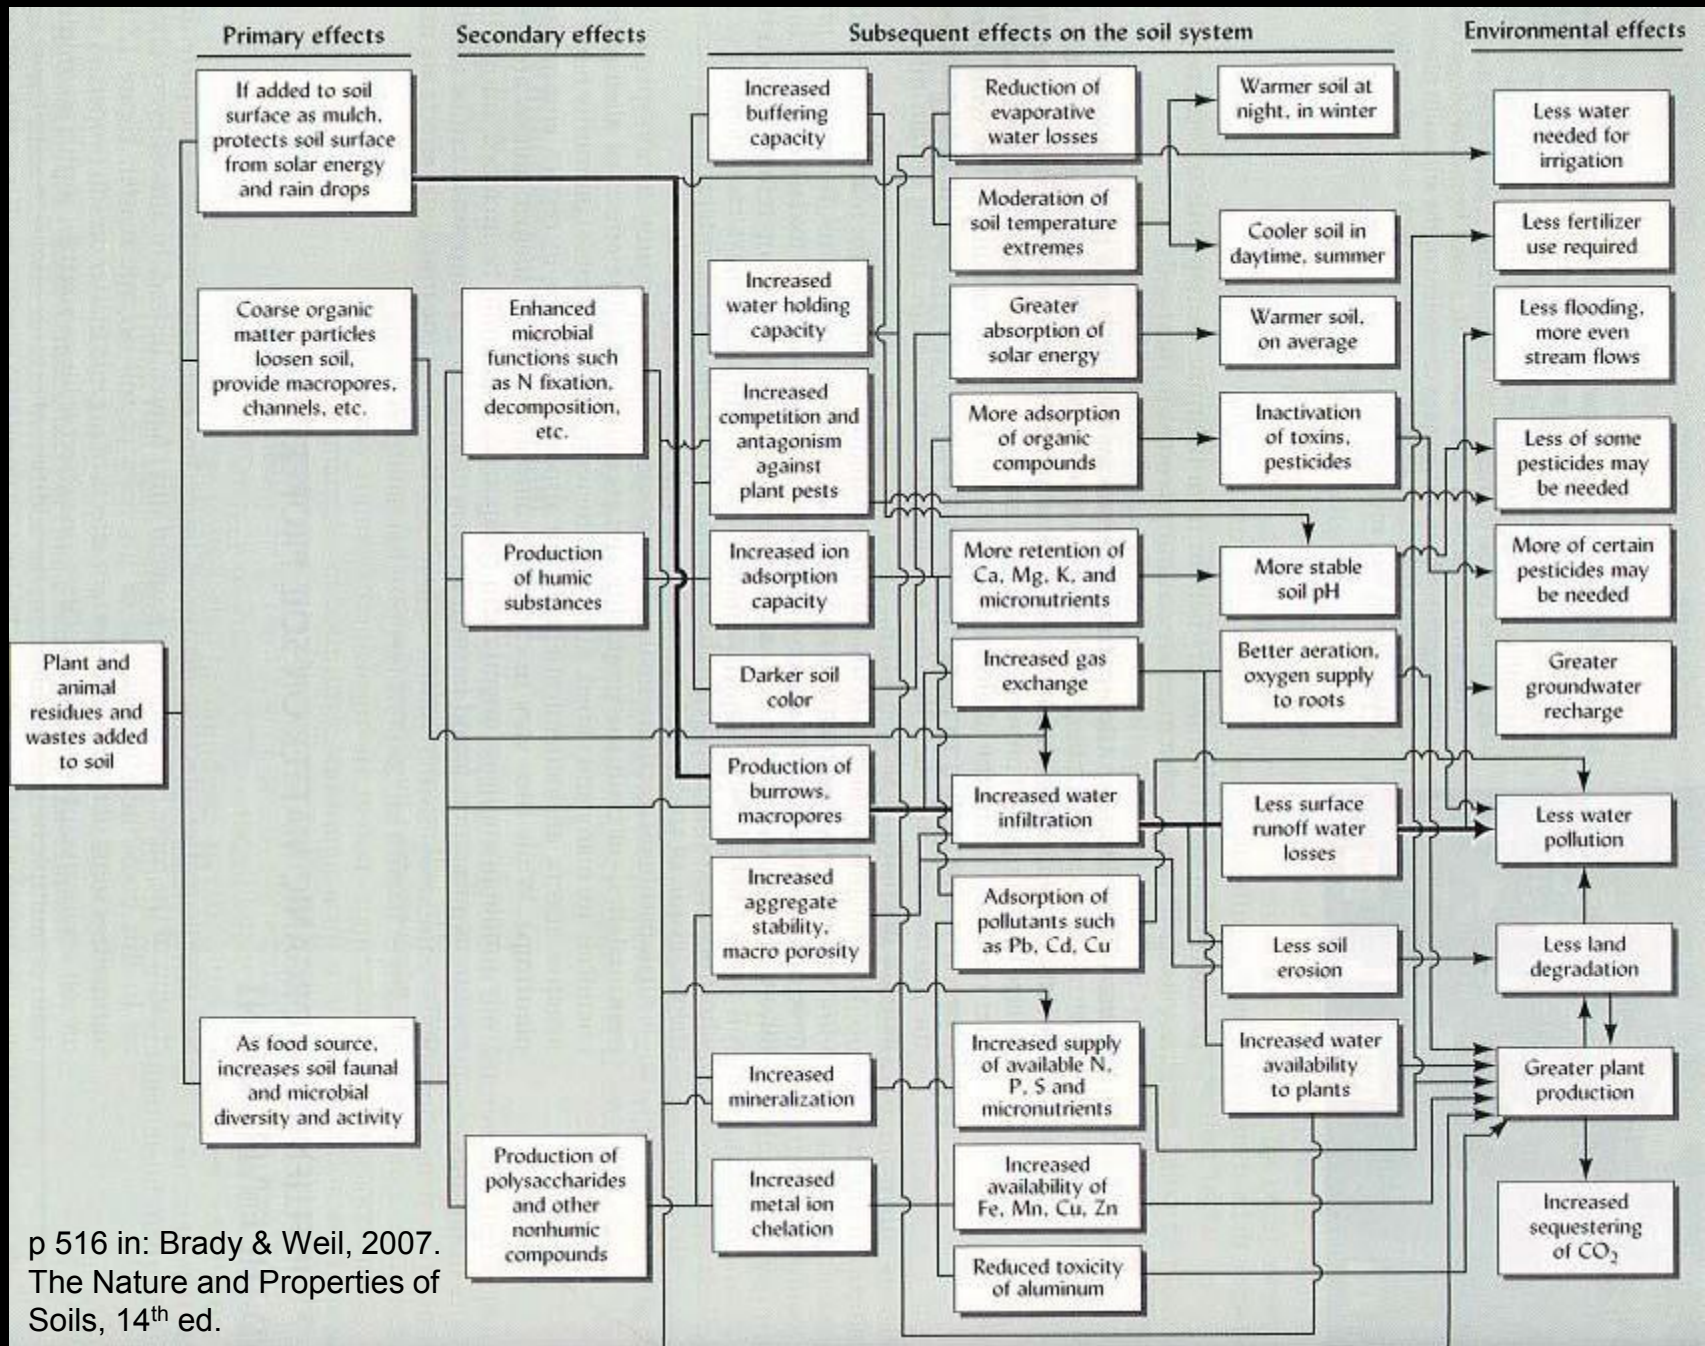 Primary effects
Secondary effects
Subsequent effects on the soil system
Environmental effects
If added to soil
surface as mulch,
protects soil surface
from solar energy
and rain drops
Coarse organic
matter particles
loosen soil,
provide macropores,
channels, etc.
Plant and
animal
residues and
wastes added
to soil
As food source,
increases soil faunal
and microbial
diversity and activity
Enhanced
microbial
functions such
as N fixation,
decomposition,
etc.
Production
of humic
substances
Production of
polysaccharides
and other
nonhumic
compounds
Increased
buffering
capacity
Increased
water holding
capacity
Increased
competition and
antagonism
against
plant pests
Increased ion
adsorption
capacity
Darker soil
color
Production of
burrows,
macropores
Increased
aggregate
stability,
macro porosity
Increased
mineralization
Increased
metal ion
chelation
Reduction of
evaporative
water losses
Moderation of
soil temperature
extremes
Greater
absorption of
solar energy
More adsorption
of organic
compounds
More retention of
Ca, Mg, K, and
micronutrients
Increased gas
exchange
Increased water
infiltration
Adsorption of
pollutants such
as Pb, Cd, Cu
Increased supply
of available N,
P, S and
micronutrients
Increased
availability of
Fe, Mn, Cu, Zn
Reduced toxicity
of aluminum
Warmer soil at
night, in winter
Cooler soil in
daytime, summer
Warmer soil,
on average
Inactivation
of toxins,
pesticides
More stable
soil pH
Better aeration,
oxygen supply
to roots
Less surface
runoff water
losses
Less soil
erosion
Increased water
availability
to plants
Less water
needed for
irrigation
Less fertilizer
use required
Less flooding,
more even
stream flows
Less of some
pesticides may
be needed
More of certain
pesticides may
be needed
Greater
groundwater
recharge
Less water
pollution
Less land
degradation
Greater plant
production
Increased
sequestering
of CO₂
p 516 in: Brady & Weil, 2007.
The Nature and Properties of
Soils, 14th ed.